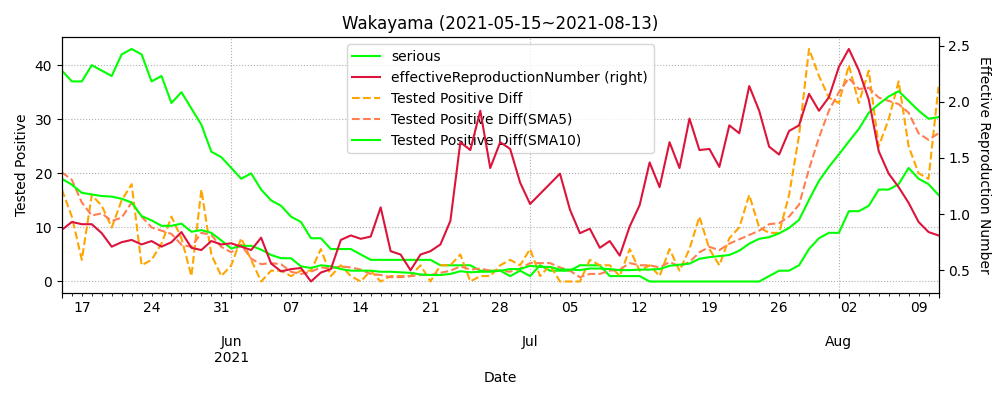 Wakayama (2021-05-15~2021-08-13)
serious
effectiveReproductionNumber (right)
Tested Positive Diff
Tested Positive Diff(SMA5)
Tested Positive Diff(SMA10)
Tested Positive
40
30
20
10
0
2.5
2.0
1.5
1.0
0.5
Effective Reproduction Number
17 24 31 07 14 21 28 05 12 19 26 02 09
Jun Jul Aug
2021
Date